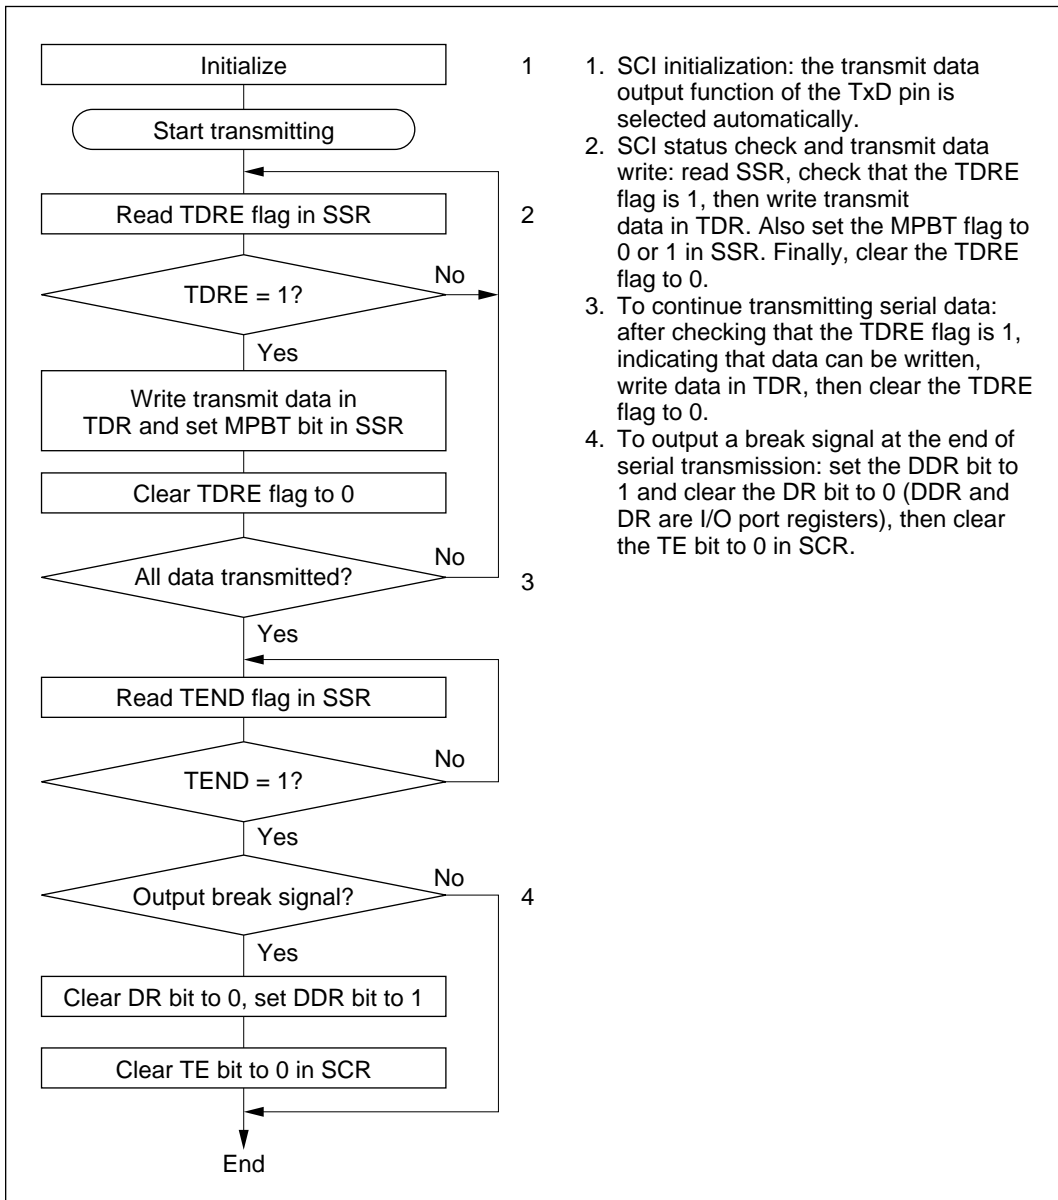 Initialize
1
Start transmitting
Read TDRE flag in SSR
2
TDRE = 1?
No
Yes
Write transmit data in
TDR and set MPBT bit in SSR
Clear TDRE flag to 0
All data transmitted?
No
3
Yes
Read TEND flag in SSR
TEND = 1?
No
Yes
Output break signal?
No
4
Yes
Clear DR bit to 0, set DDR bit to 1
Clear TE bit to 0 in SCR
End
1. SCI initialization: the transmit data
output function of the TxD pin is
selected automatically.
2. SCI status check and transmit data
write: read SSR, check that the TDRE
flag is 1, then write transmit
data in TDR. Also set the MPBT flag to
0 or 1 in SSR. Finally, clear the TDRE
flag to 0.
3. To continue transmitting serial data:
after checking that the TDRE flag is 1,
indicating that data can be written,
write data in TDR, then clear the TDRE
flag to 0.
4. To output a break signal at the end of
serial transmission: set the DDR bit to
1 and clear the DR bit to 0 (DDR and
DR are I/O port registers), then clear
the TE bit to 0 in SCR.